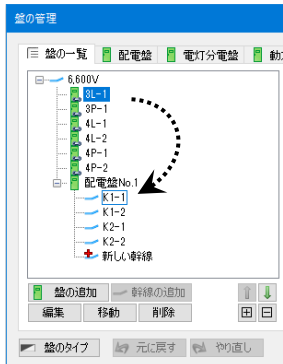 盤の管理
盤の一覧 配電盤 電灯分電盤
6,600V
3L-1
3P-1
4L-1
4L-2
4P-1
4P-2
配電盤No.1
K1-1
K1-2
K2-1
K2-2
新しい幹線
盤の追加 幹線の追加
編集 移動 削除
盤のタイプ 元に戻す やり直し